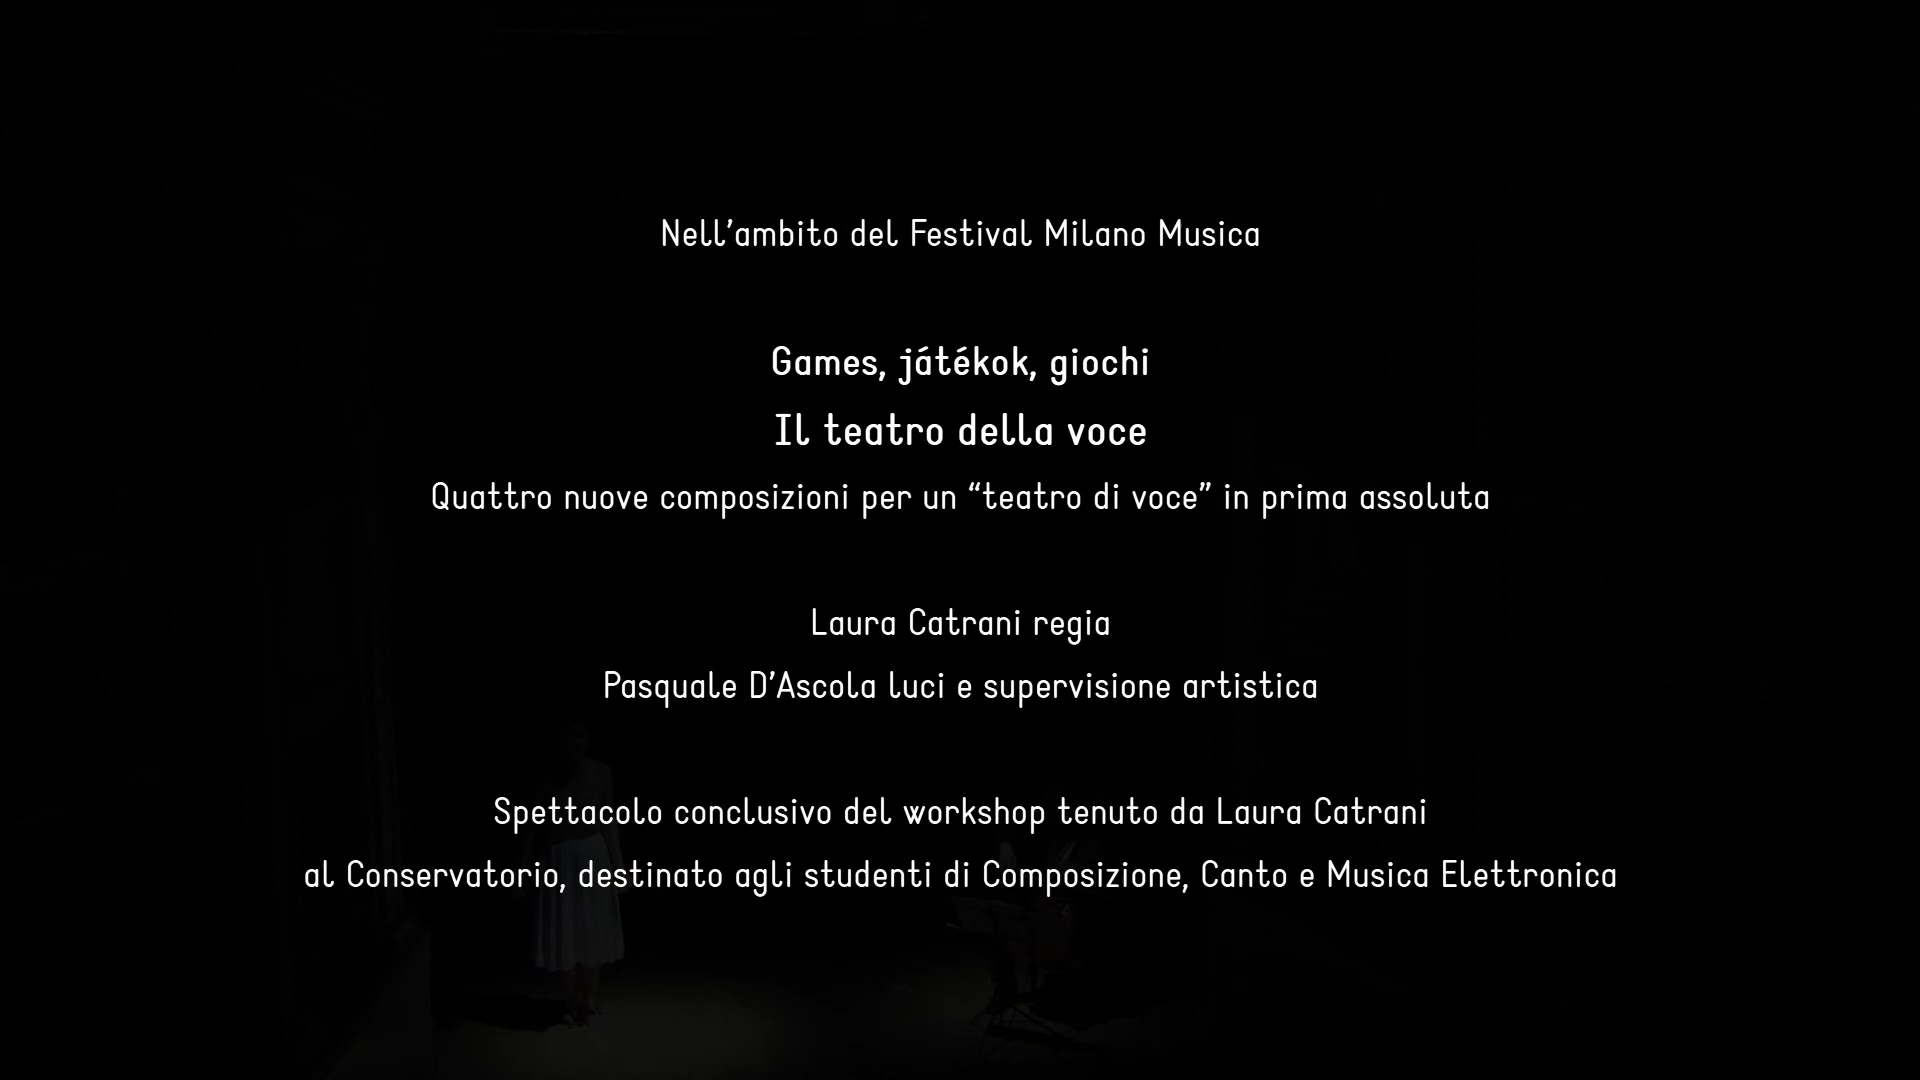 Nell’ambito del Festival Milano Musica
Games, játékok, giochi
Il teatro della voce
Quattro nuove composizioni per un “teatro di voce” in prima assoluta
Laura Catrani regia
Pasquale D’Ascola luci e supervisione artistica
Spettacolo conclusivo del workshop tenuto da Laura Catrani
al Conservatorio, destinato agli studenti di Composizione, Canto e Musica Elettronica